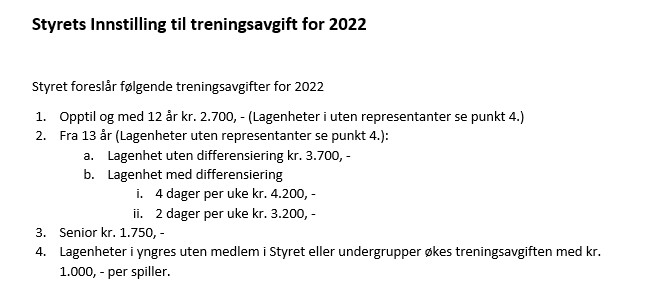 Styrets Innstilling til treningsavgift for 2022
Styret foreslår følgende treningsavgifter for 2022
1. Opptil og med 12 år kr. 2.700, - (Lagenheter i uten representanter se punkt 4.)
2. Fra 13 år (Lagenheter uten representanter se punkt 4.):
a. Lagenhet uten differensiering kr. 3.700, -
b. Lagenhet med differensiering
i. 4 dager per uke kr. 4.200, -
ii. 2 dager per uke kr. 3.200, -
3. Senior kr. 1.750, -
4. Lagenheter i yngres uten medlem i Styret eller undergrupper økes treningsavgiften med kr.
1.000, - per spiller.